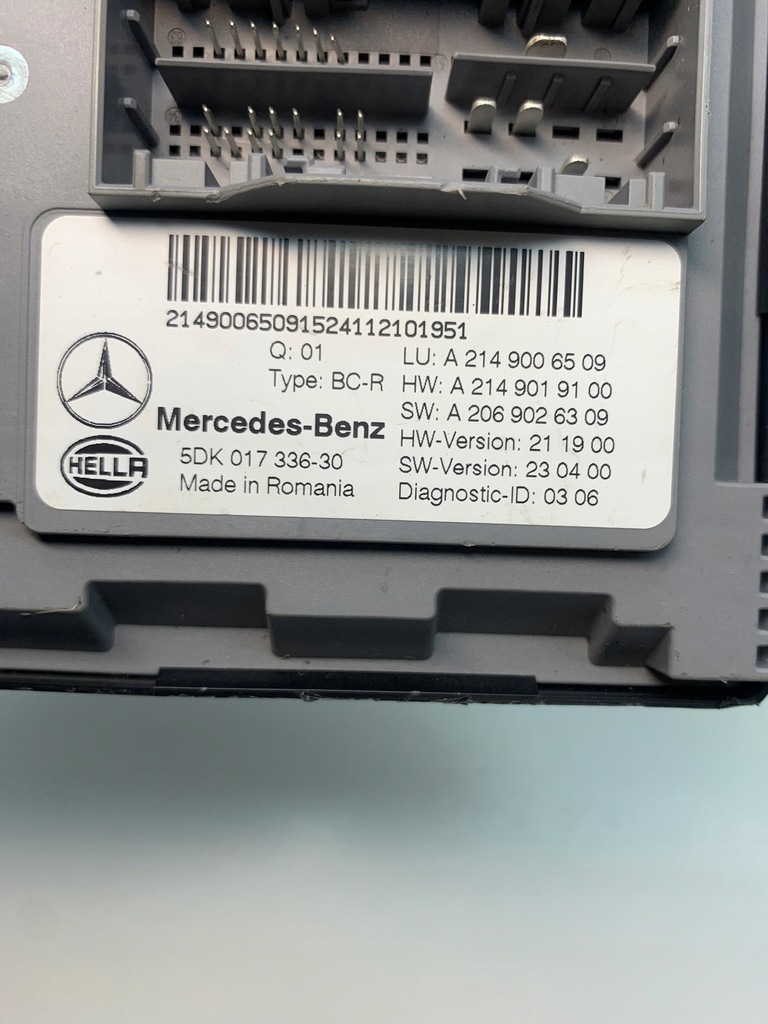 2149006509152411210195​1
Q: 01
Type: BC-R
LU: A 214 900 65 09
HW: A 214 901 91 00
SW: A 206 902 63 09
HW-Version: 21 19 00
SW-Version: 23 04 00
Diagnostic-ID: 03 06
Mercedes-Benz
HELLA
5DK 017 336-30
Made in Romania